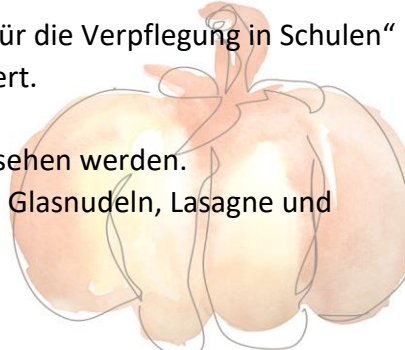 ür die Verpflegung in Schulen“
ert.
sehen werden.
Glasnudeln, Lasagne und